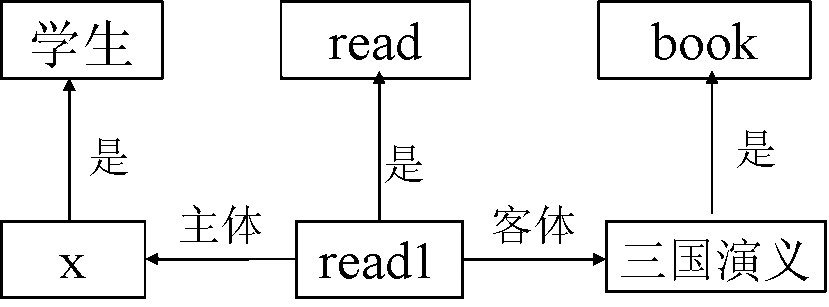 学生 read book
是 是 是
主体 客体
x read1 三国演义